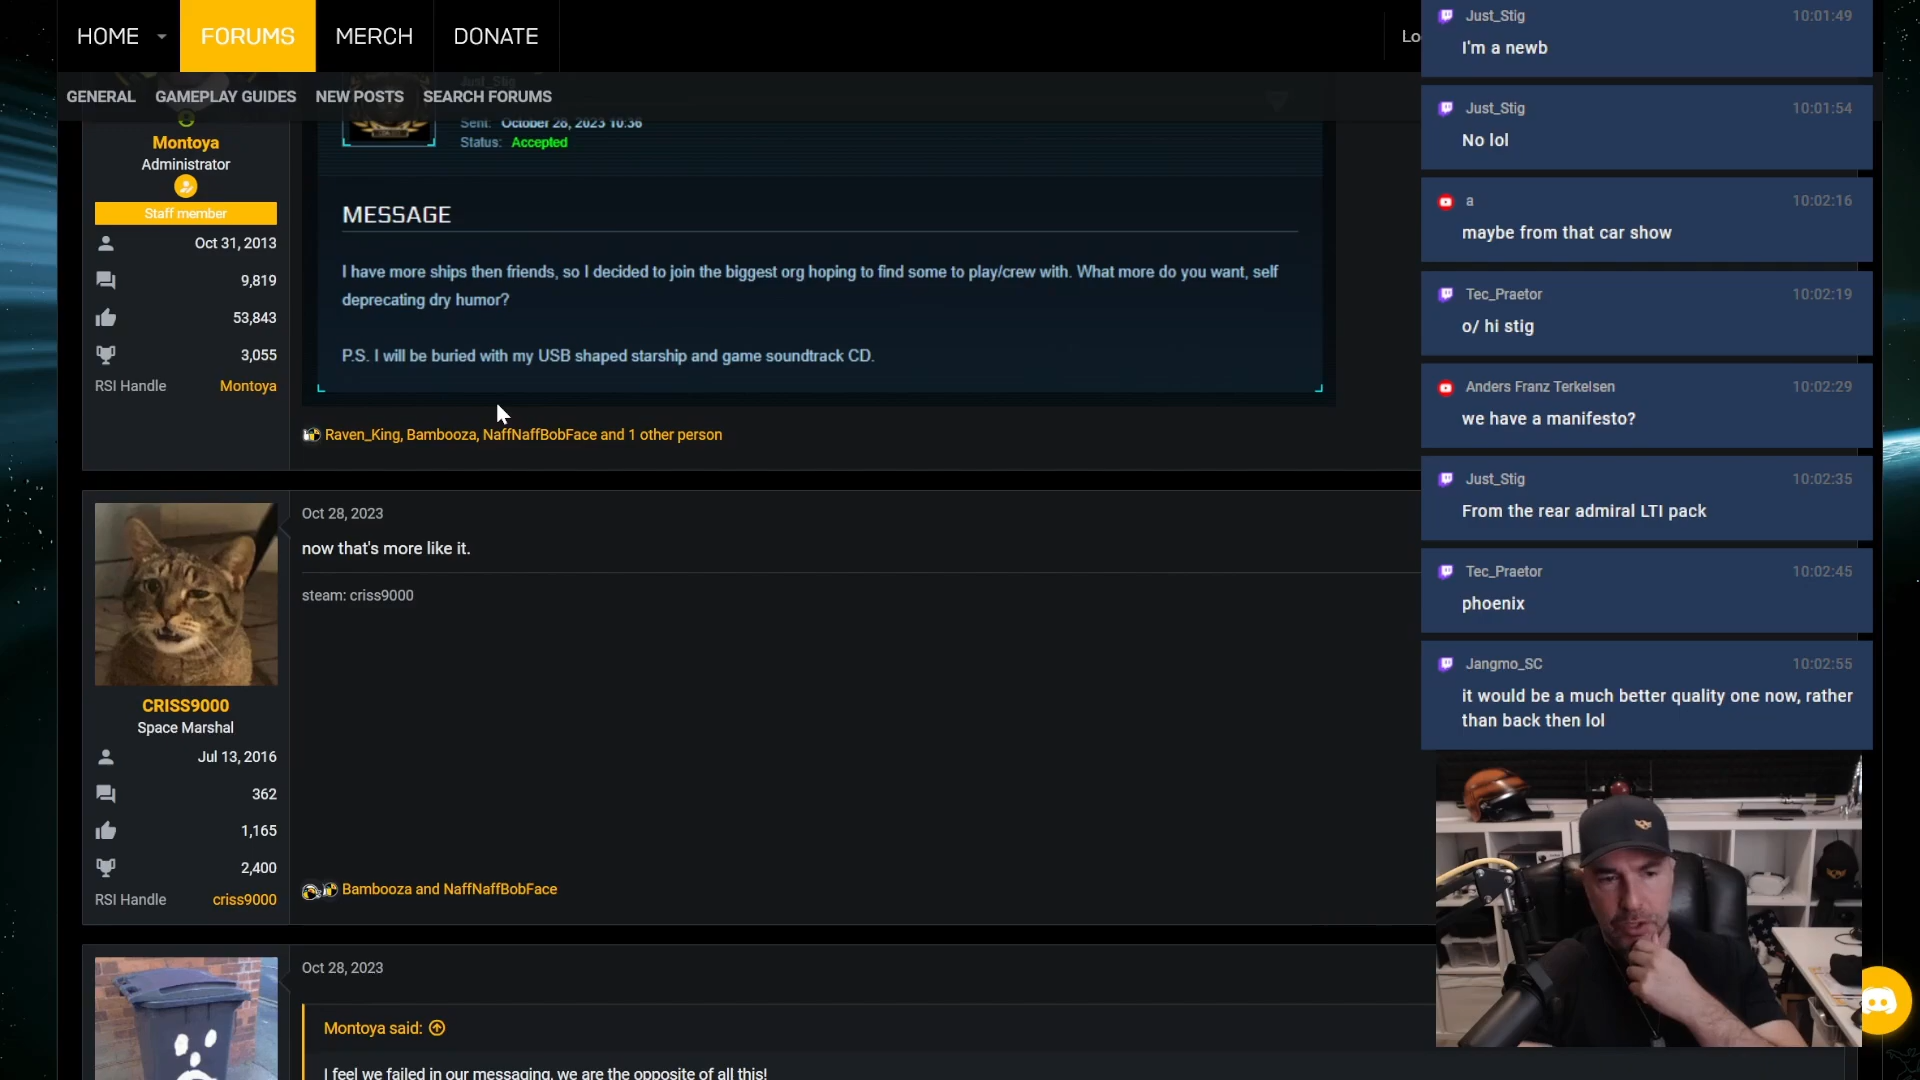 HOME
FORUMS
MERCH
DONATE
Lo
GENERAL
GAMEPLAY GUIDES
NEW POSTS
SEARCH FORUMS
Just_Stig
Sent: October 28, 2023 10:36
Status: Accepted
Montoya
Administrator
Staff member
Oct 31, 2013
9,819
53,843
3,055
RSI Handle Montoya
MESSAGE
I have more ships then friends, so I decided to join the biggest org hoping to find some to play/crew with. What more do you want, self
deprecating dry humor?
P.S. I will be buried with my USB shaped starship and game soundtrack CD.
Raven_King, Bambooza, NaffNaffBobFace and 1 other person
Oct 28, 2023
now that's more like it.
steam: criss9000
CRISS9000
Space Marshal
Jul 13, 2016
362
1,165
2,400
RSI Handle criss9000
Bambooza and NaffNaffBobFace
Oct 28, 2023
Montoya said:
I feel we failed in our messaging, we are the opposite of all this!
Just_Stig 10:01:49
I'm a newb
Just_Stig 10:01:54
No lol
a 10:02:16
maybe from that car show
Tec_Praetor 10:02:19
o/ hi stig
Anders Franz Terkelsen 10:02:29
we have a manifesto?
Just_Stig 10:02:35
From the rear admiral LTI pack
Tec_Praetor 10:02:45
phoenix
Jangmo_SC 10:02:55
it would be a much better quality one now, rather
than back then lol